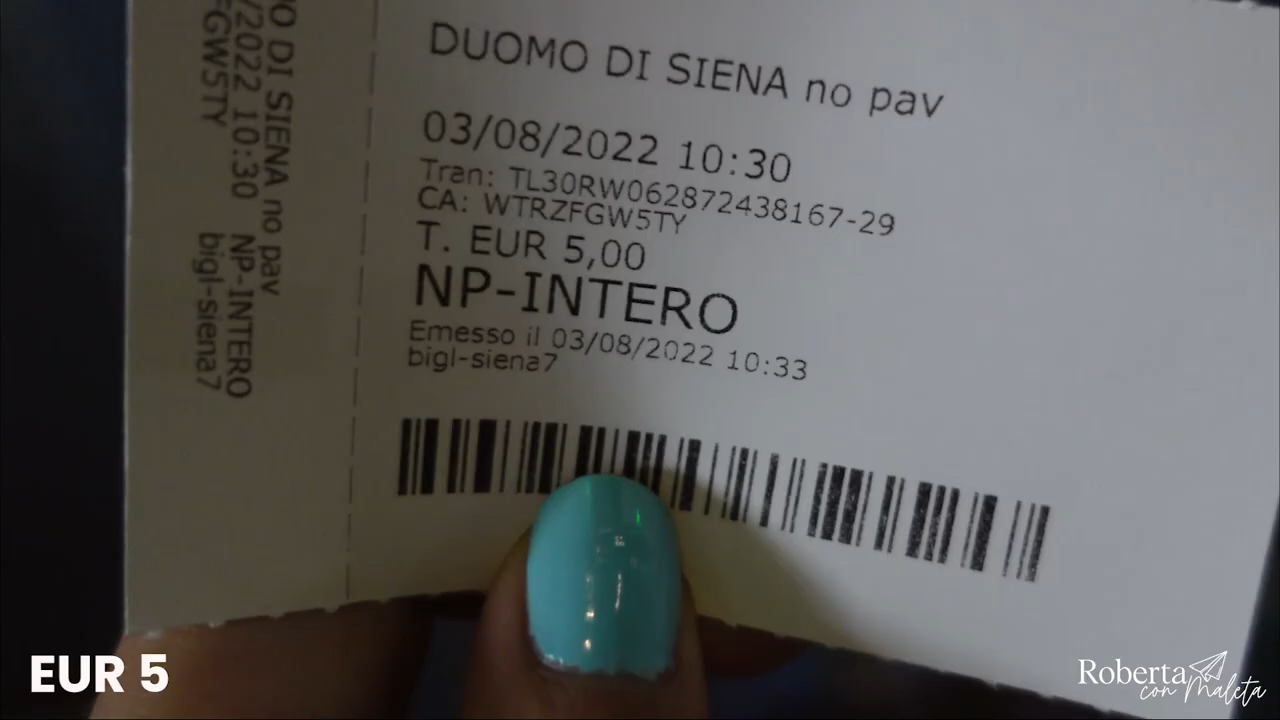 DUOMO DI SIENA no pav
03/08/2022 10:30
Tran: TL30RW062872438167-29
CA: WTRZFGW5TY
T. EUR 5,00
NP-INTERO
Emesso il 03/08/2022 10:33
bigl-siena7
O DI SIENA no pav
/2022 10:30 NP-INTERO
FGW5TY bigl-siena7
EUR 5
Roberta
con Maleta